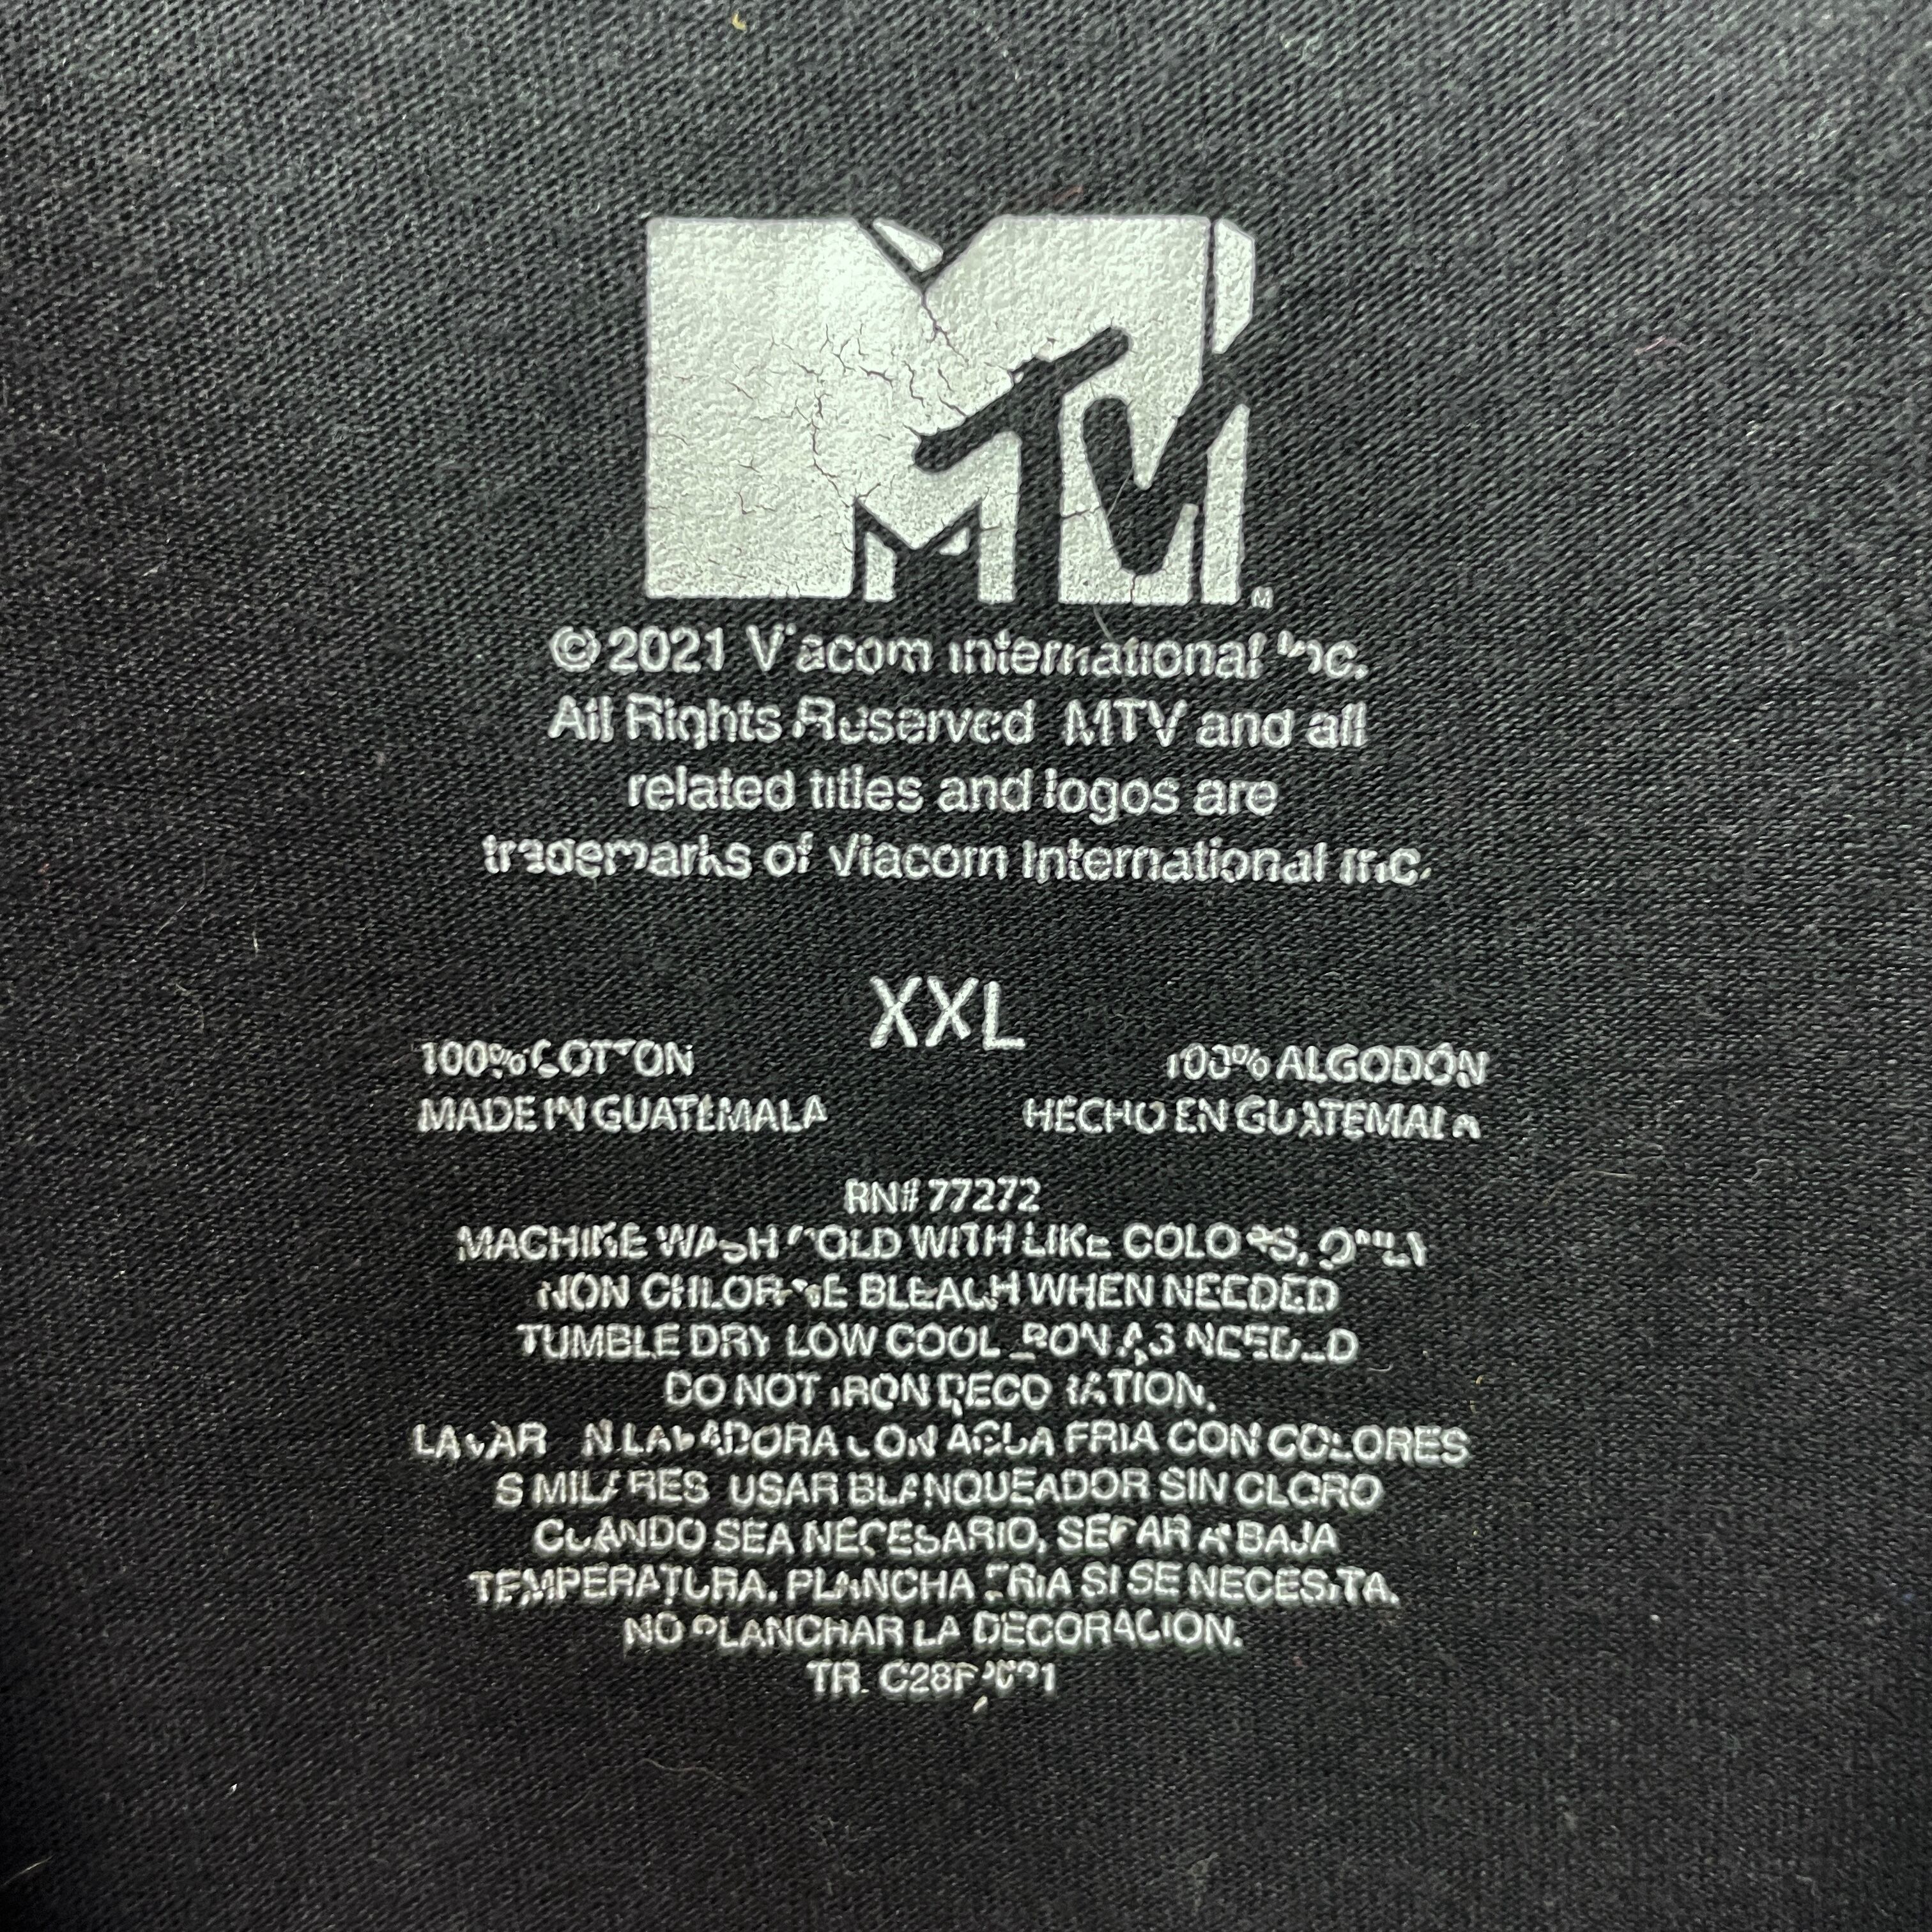 MTV
© 2021 Viacom International Inc.
All Rights Reserved MTV and all
related titles and logos are
trademarks of Viacom International Inc.
XXL
100% COTTON
MADE IN GUATEMALA
100% ALGODÓN
HECHO EN GUATEMALA
RN# 77272
MACHINE WASH COLD WITH LIKE COLORS, ONLY
NON CHLORINE BLEACH WHEN NEEDED
TUMBLE DRY LOW COOL IRON AS NEEDED
DO NOT IRON DECORATION.
LAVAR EN LAVADORA CON AGUA FRIA CON COLORES
SIMILARES USAR BLANQUEADOR SIN CLORO
CUANDO SEA NECESARIO, SECAR A BAJA
TEMPERATURA. PLANCHA FRIA SI SE NECESITA.
NO PLANCHAR LA DECORACION.
TR.